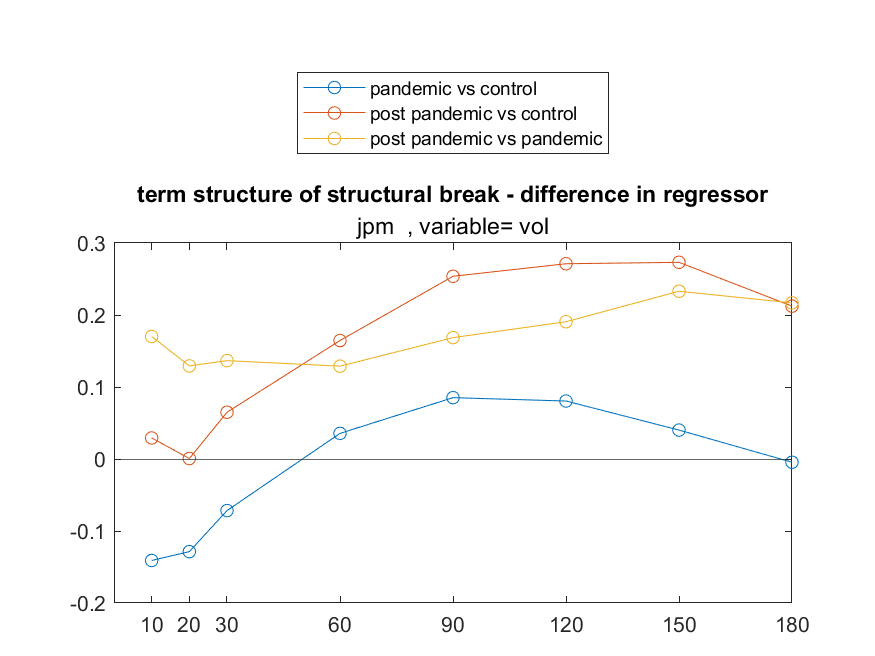 pandemic vs control
post pandemic vs control
post pandemic vs pandemic
term structure of structural break - difference in regressor
jpm  , variable= vol
0.3
0.2
0.1
0
-0.1
-0.2
10 20 30 60 90 120 150 180